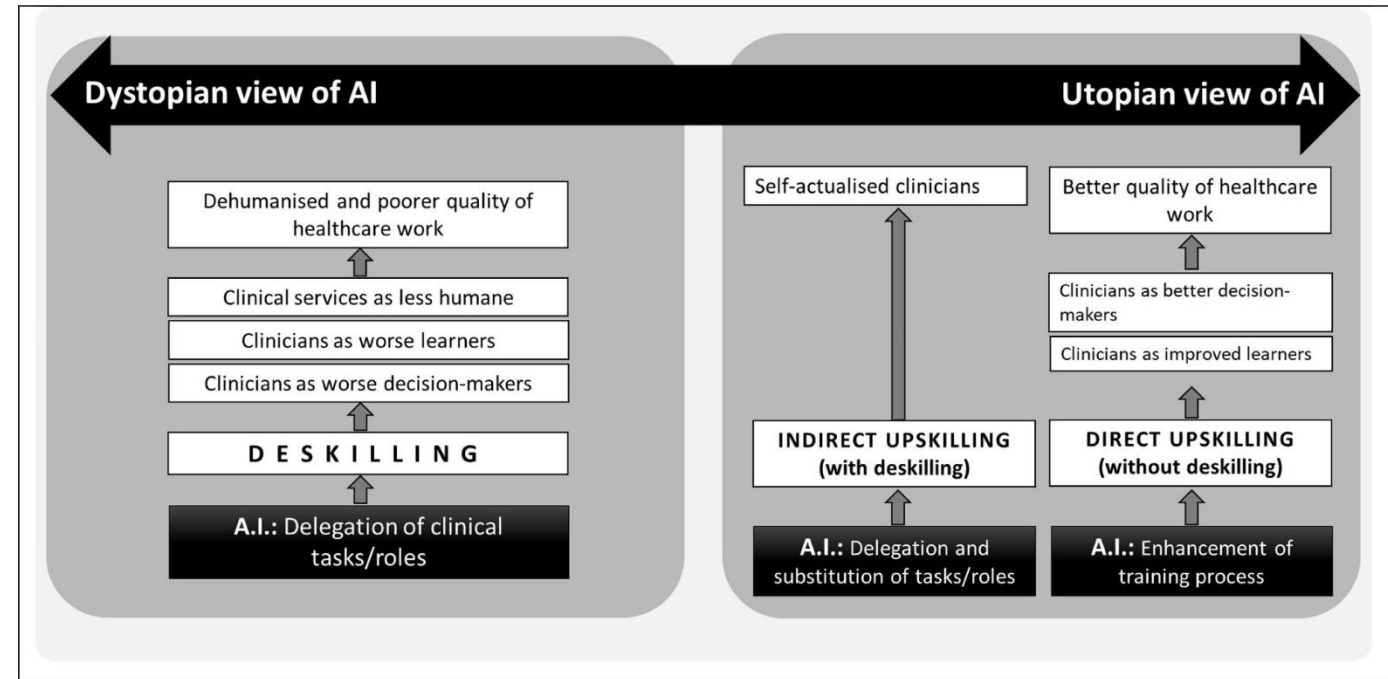 Dystopian view of AI
Utopian view of AI
Dehumanised and poorer quality of
healthcare work
Clinical services as less humane
Clinicians as worse learners
Clinicians as worse decision-makers
DESKILLING
A.I.: Delegation of clinical
tasks/roles
Self-actualised clinicians
INDIRECT UPSKILLING
(with deskilling)
A.I.: Delegation and
substitution of tasks/roles
Better quality of healthcare
work
Clinicians as better decision-
makers
Clinicians as improved learners
DIRECT UPSKILLING
(without deskilling)
A.I.: Enhancement of
training process